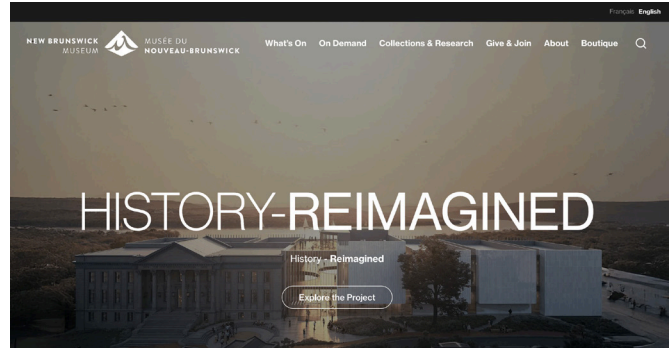 Français English
NEW BRUNSWICK
MUSEUM
MUSÉE DU
NOUVEAU-BRUNSWICK
What's On On Demand Collections & Research Give & Join About Boutique
HISTORY-REIMAGINED
History - Reimagined
Explore the Project